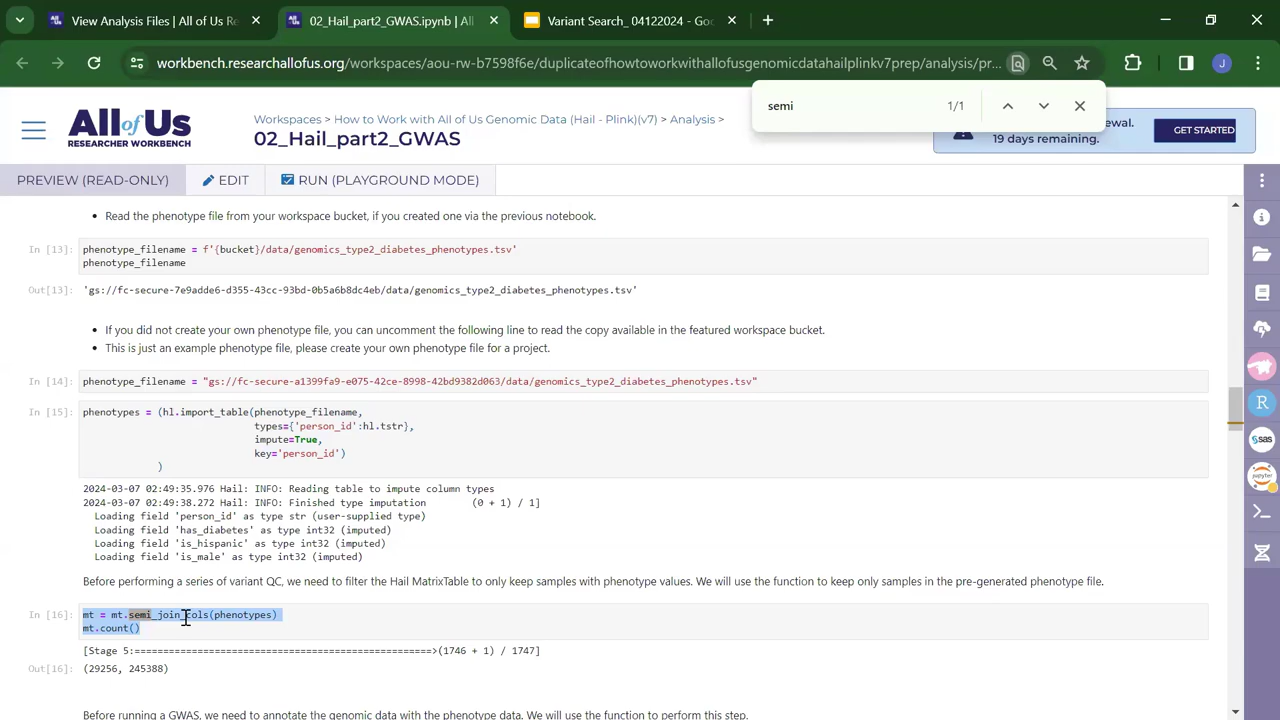 View Analysis Files | All of Us R
02_Hail_part2_GWAS.ipynb | All
Variant Search_ 04122024 - Goo
workbench.researchallofus.org/workspaces/aou-rw-b7598f6e/duplicateofhowtoworkwithallofusgenomicdatahailplinkv7prep/analysis/pr...
J
semi
1/1
All of Us
RESEARCHER WORKBENCH
Workspaces > How to Work with All of Us Genomic Data (Hail - Plink)(v7) > Analysis >
02_Hail_part2_GWAS
ewal.
19 days remaining.
GET STARTED
PREVIEW (READ-ONLY)
EDIT
RUN (PLAYGROUND MODE)
• Read the phenotype file from your workspace bucket, if you created one via the previous notebook.
In [13]: phenotype_filename = f'{bucket}/data/genomics_type2_diabetes_phenotypes.tsv'
phenotype_filename
Out[13]: 'gs://fc-secure-7e9adde6-d355-43cc-93bd-0b5a6b8dc4eb/data/genomics_type2_diabetes_phenotypes.tsv'
• If you did not create your own phenotype file, you can uncomment the following line to read the copy available in the featured workspace bucket.
• This is just an example phenotype file, please create your own phenotype file for a project.
In [14]: phenotype_filename = "gs://fc-secure-a1399fa9-e075-42ce-8998-42bd9382d063/data/genomics_type2_diabetes_phenotypes.tsv"
In [15]: phenotypes = (hl.import_table(phenotype_filename,
types={'person_id':hl.tstr},
impute=True,
key='person_id')
)
2024-03-07 02:49:35.976 Hail: INFO: Reading table to impute column types
2024-03-07 02:49:38.272 Hail: INFO: Finished type imputation (0 + 1) / 1]
Loading field 'person_id' as type str (user-supplied type)
Loading field 'has_diabetes' as type int32 (imputed)
Loading field 'is_hispanic' as type int32 (imputed)
Loading field 'is_male' as type int32 (imputed)
Before performing a series of variant QC, we need to filter the Hail MatrixTable to only keep samples with phenotype values. We will use the function to keep only samples in the pre-generated phenotype file.
In [16]: mt = mt.semi_join_cols(phenotypes)
mt.count()
[Stage 5:====================================================>(1746 + 1) / 1747]
Out[16]: (29256, 245388)
Before running a GWAS, we need to annotate the genomic data with the phenotype data. We will use the function to perform this step.
R
sas
jupyter